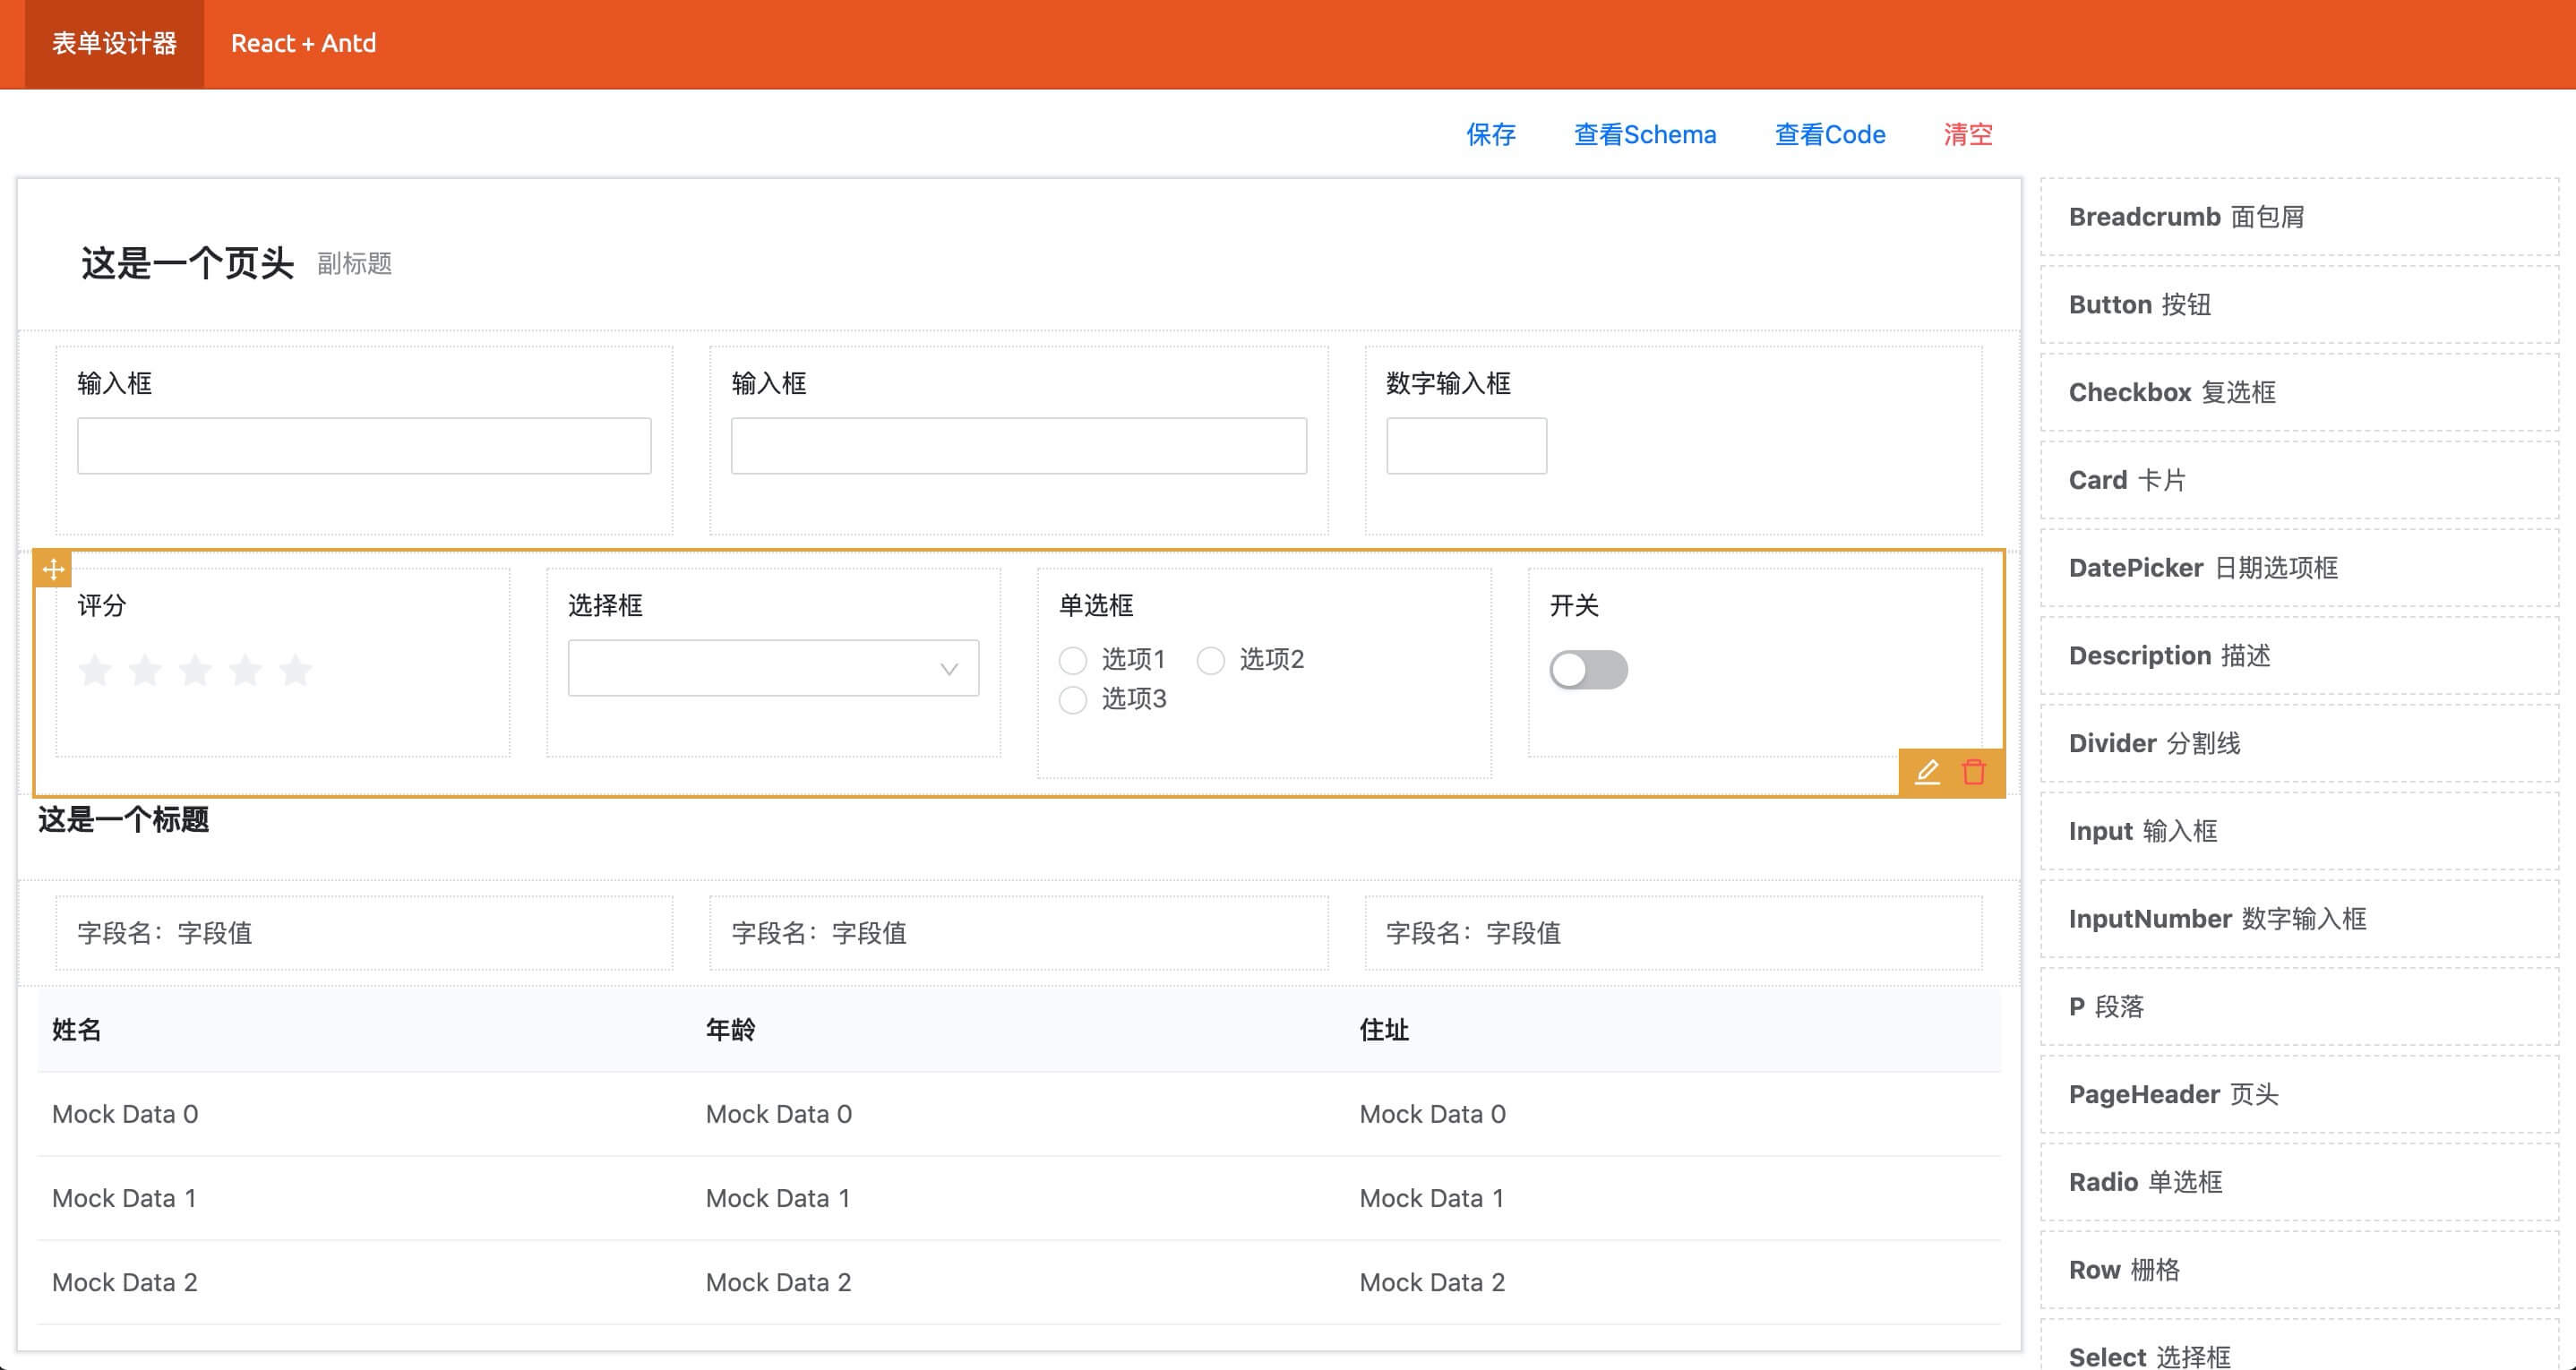 表单设计器 React + Antd
保存 查看Schema 查看Code 清空
这是一个页头 副标题
输入框 输入框 数字输入框
评分 选择框 单选框 开关
选项1 选项2
选项3
这是一个标题
字段名：字段值 字段名：字段值 字段名：字段值
姓名 年龄 住址
Mock Data 0 Mock Data 0 Mock Data 0
Mock Data 1 Mock Data 1 Mock Data 1
Mock Data 2 Mock Data 2 Mock Data 2
Breadcrumb 面包屑
Button 按钮
Checkbox 复选框
Card 卡片
DatePicker 日期选项框
Description 描述
Divider 分割线
Input 输入框
InputNumber 数字输入框
P 段落
PageHeader 页头
Radio 单选框
Row 栅格
Select 选择框